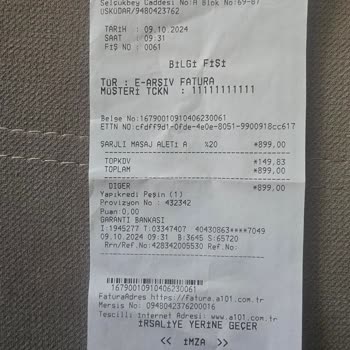 Selçukbey Caddesi No:A Blok No:69-B7
ÜSKÜDAR/9480423762
TARİH : 09.10.2024
SAAT : 09:31
FİŞ NO : 0061
BİLGİ FİŞİ
TÜR : E-ARŞİV FATURA
MÜŞTERİ TCKN : 11111111111
Belge No:16790010910406230061
ETTN NO:cfdff9d1-0fde-4e0e-8051-9900918cc617
ŞARJLI MASAJ ALETİ A %20 *899,00
TOPKDV *149,83
TOPLAM *899,00
DİĞER *899,00
Yapıkredi Peşin (1)
Provizyon No : 432342
Puan:0,00
GARANTİ BANKASI
I:1945277 T:03347407 40430863****7049
09.10.2024 09:31 B:3645 S:65720
Rrn/Ref.No:428342005530 Ref.No:
16790010910406230061
FaturaAdres https://fatura.a101.com.tr
Mersis No: 0948042376200016
Tescilli İnternet Adresi: www.a101.com.tr
İRSALİYE YERİNE GEÇER
<< İMZA >>